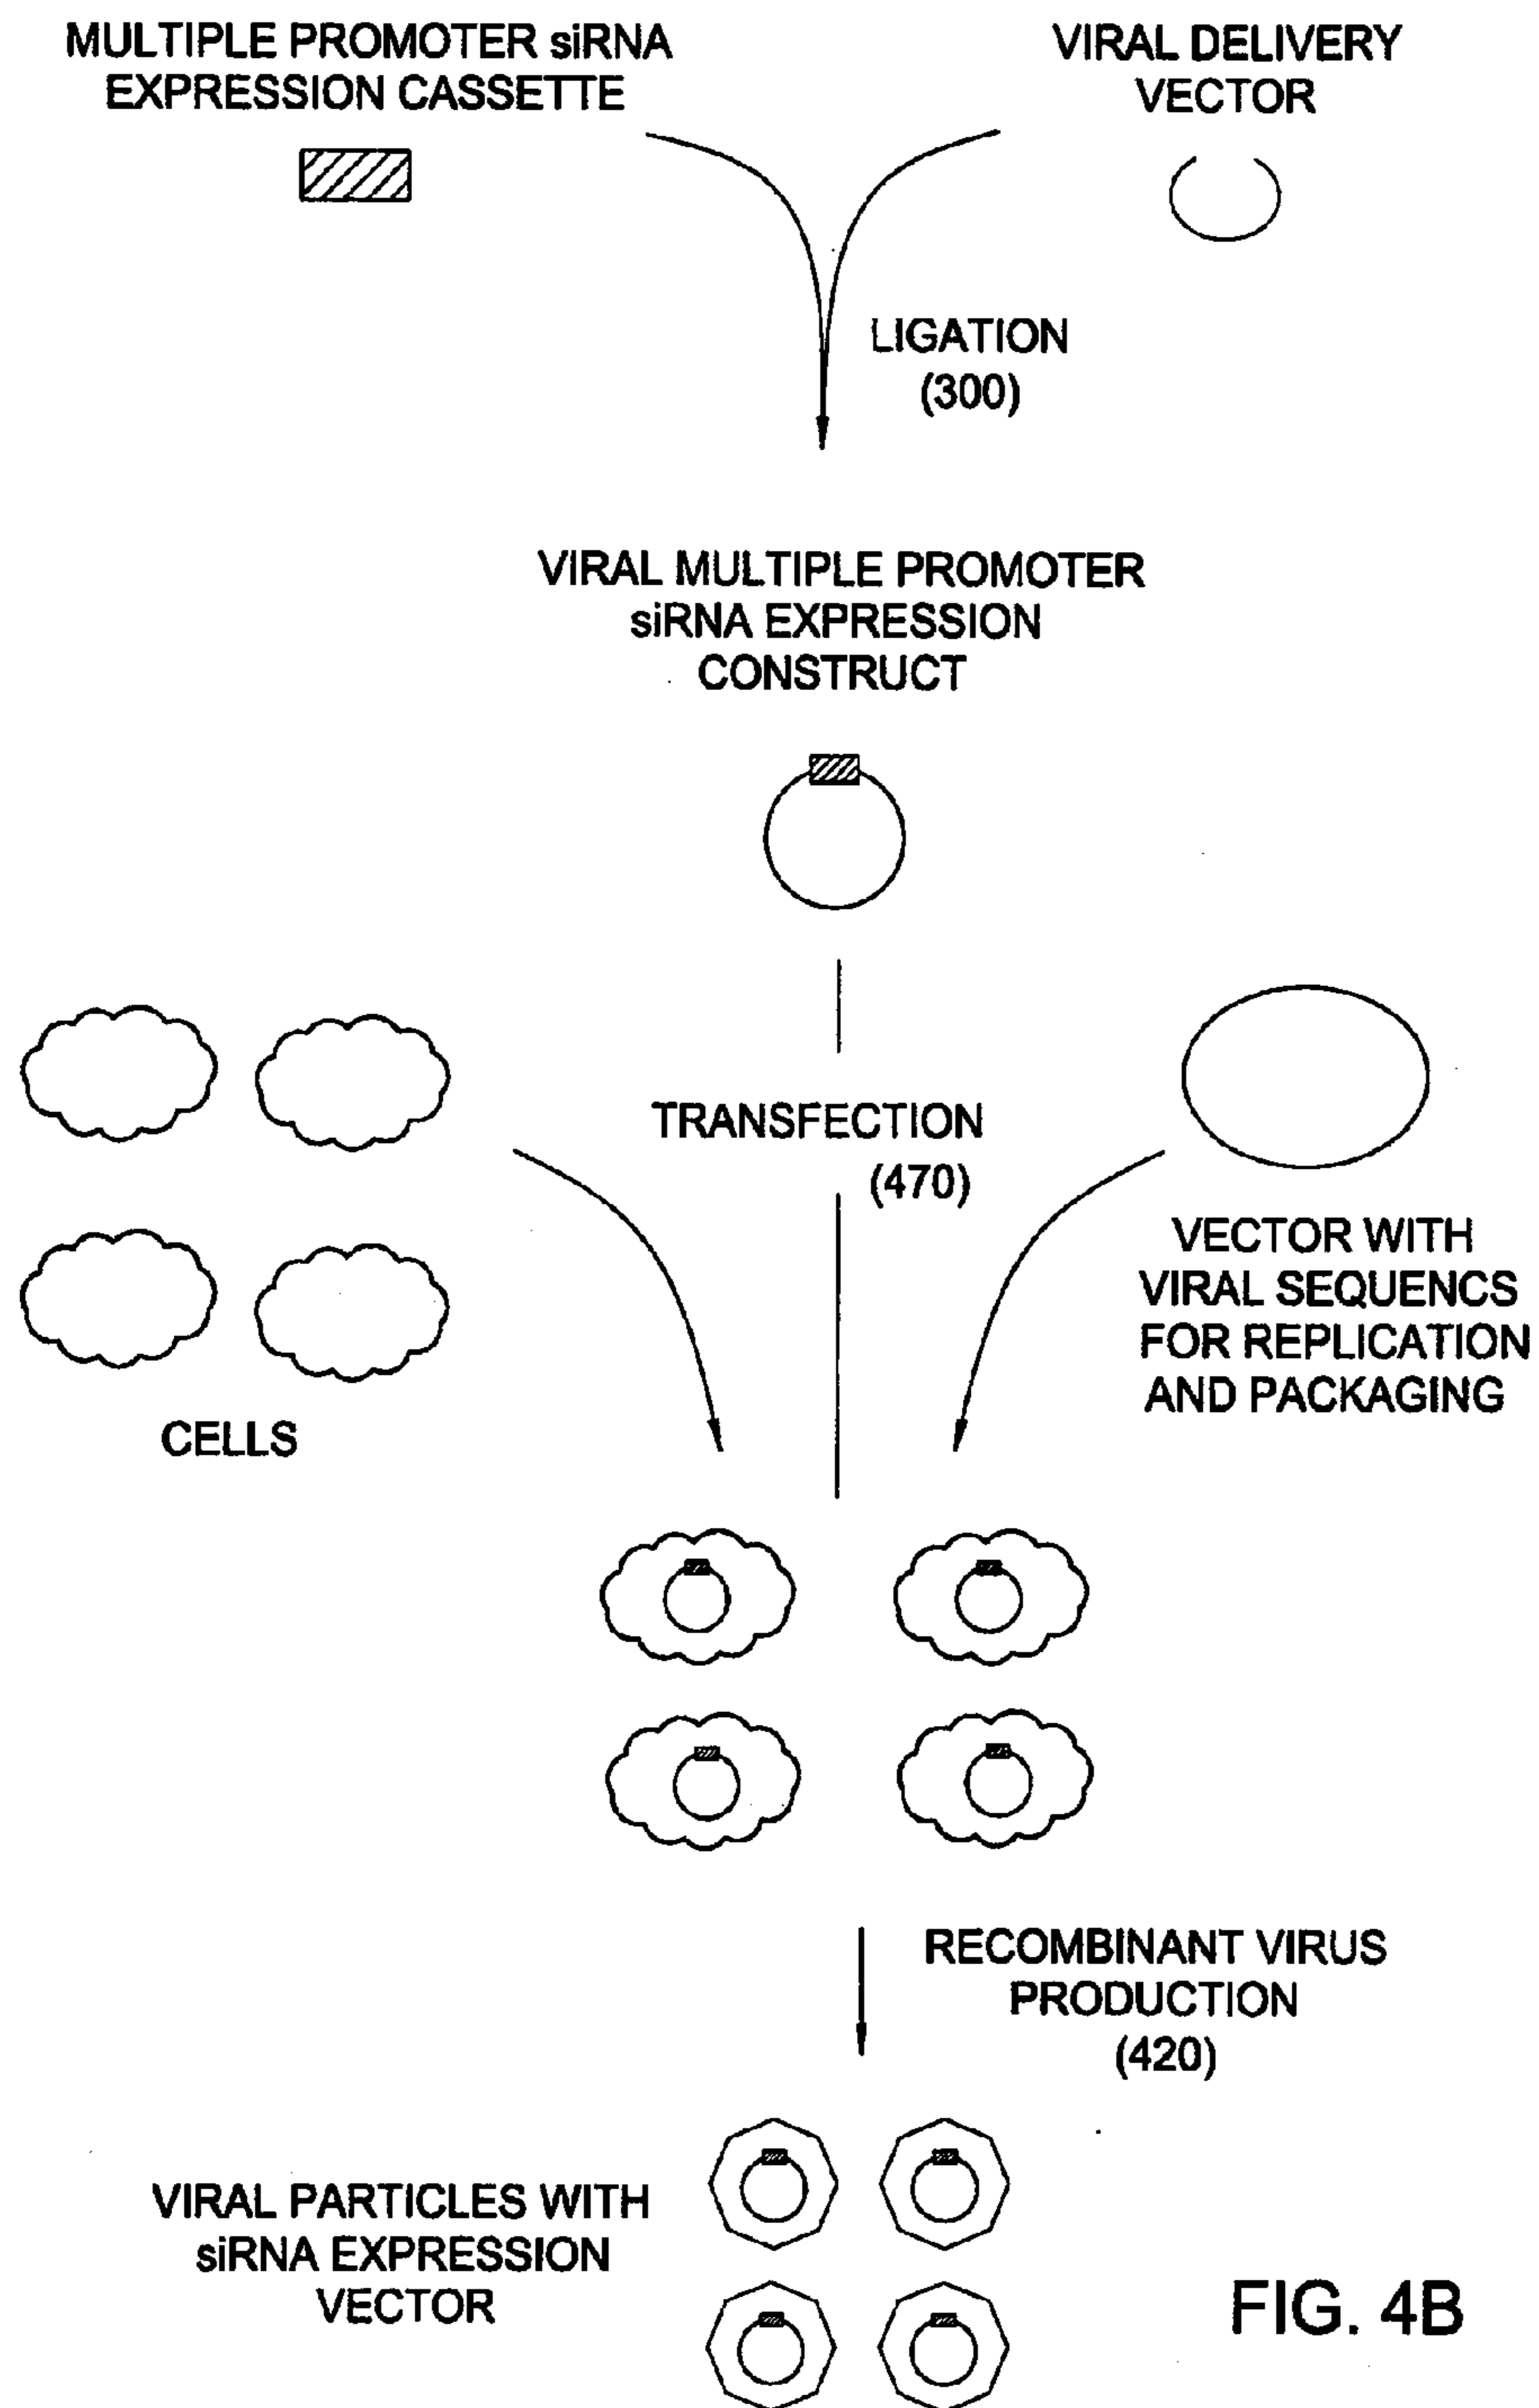 MULTIPLE PROMOTER siRNA
EXPRESSION CASSETTE
VIRAL DELIVERY
VECTOR
LIGATION
(300)
VIRAL MULTIPLE PROMOTER
siRNA EXPRESSION
CONSTRUCT
TRANSFECTION
(470)
CELLS
VECTOR WITH
VIRAL SEQUENCS
FOR REPLICATION
AND PACKAGING
RECOMBINANT VIRUS
PRODUCTION
(420)
VIRAL PARTICLES WITH
siRNA EXPRESSION
VECTOR
FIG. 4B